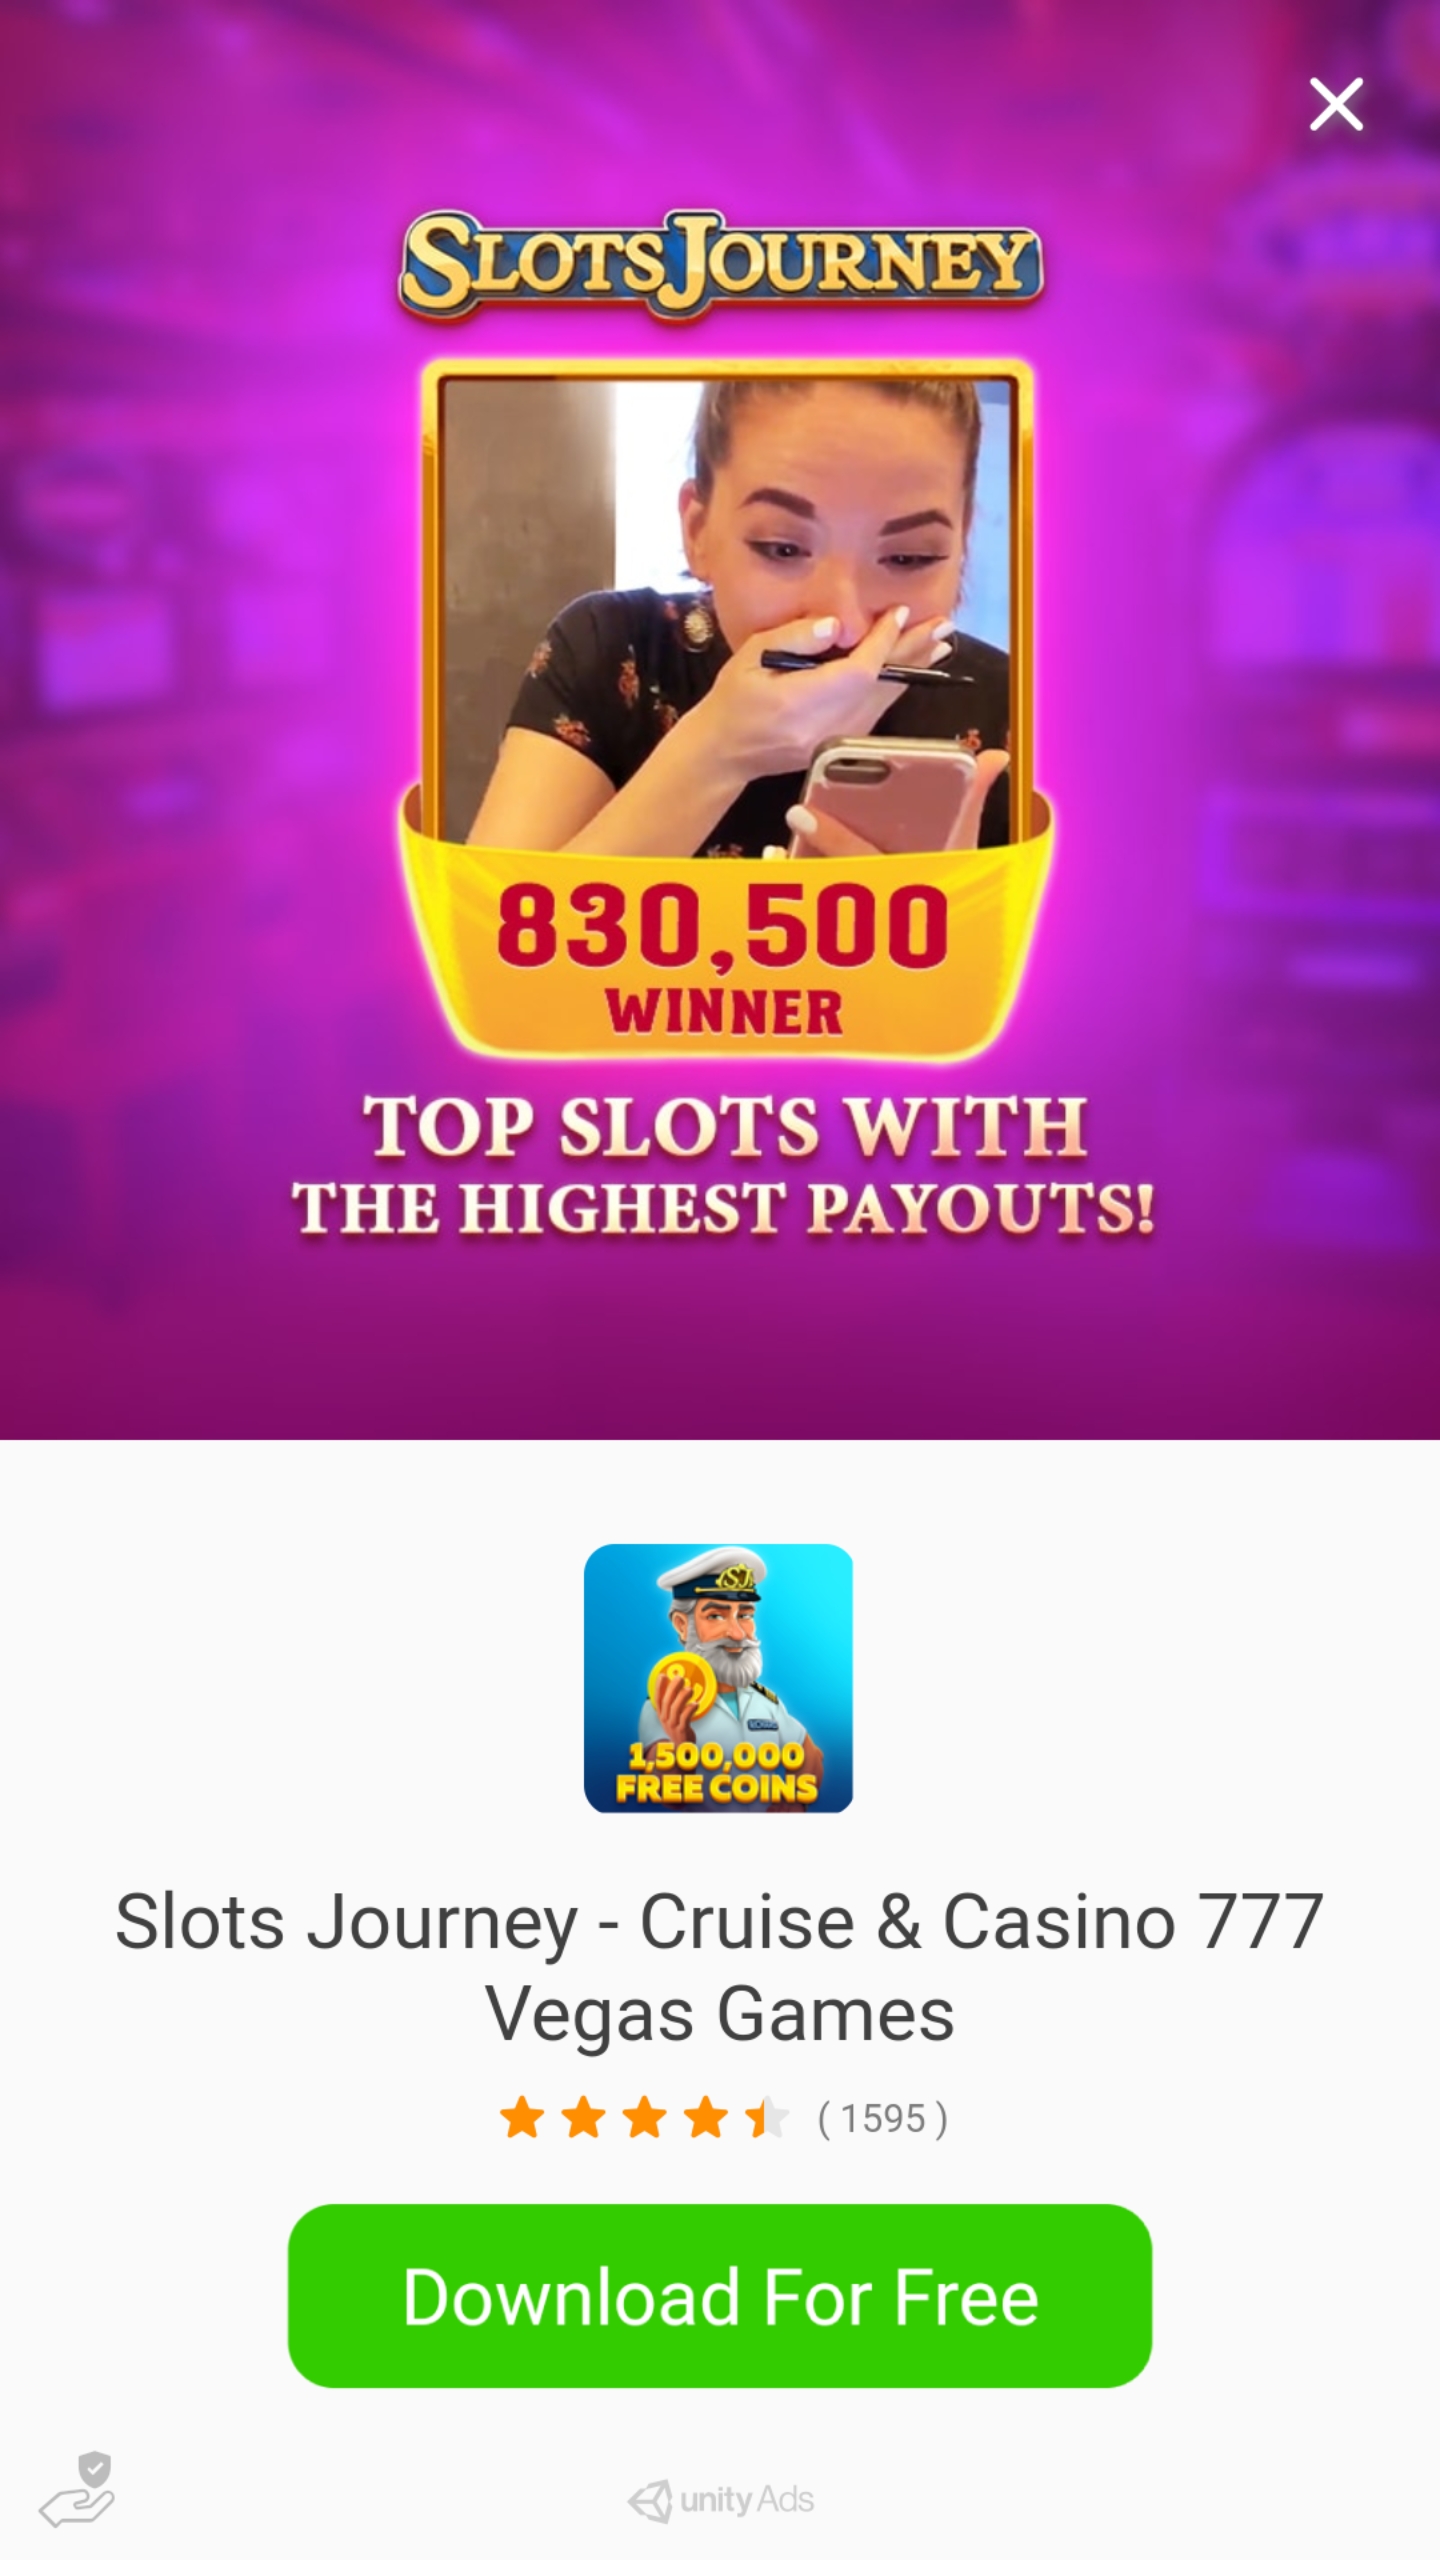 SLOTS JOURNEY
830,500
WINNER
TOP SLOTS WITH
THE HIGHEST PAYOUTS!
SJ
1,500,000
FREE COINS
Slots Journey - Cruise & Casino 777
Vegas Games
( 1595 )
Download For Free
unity Ads